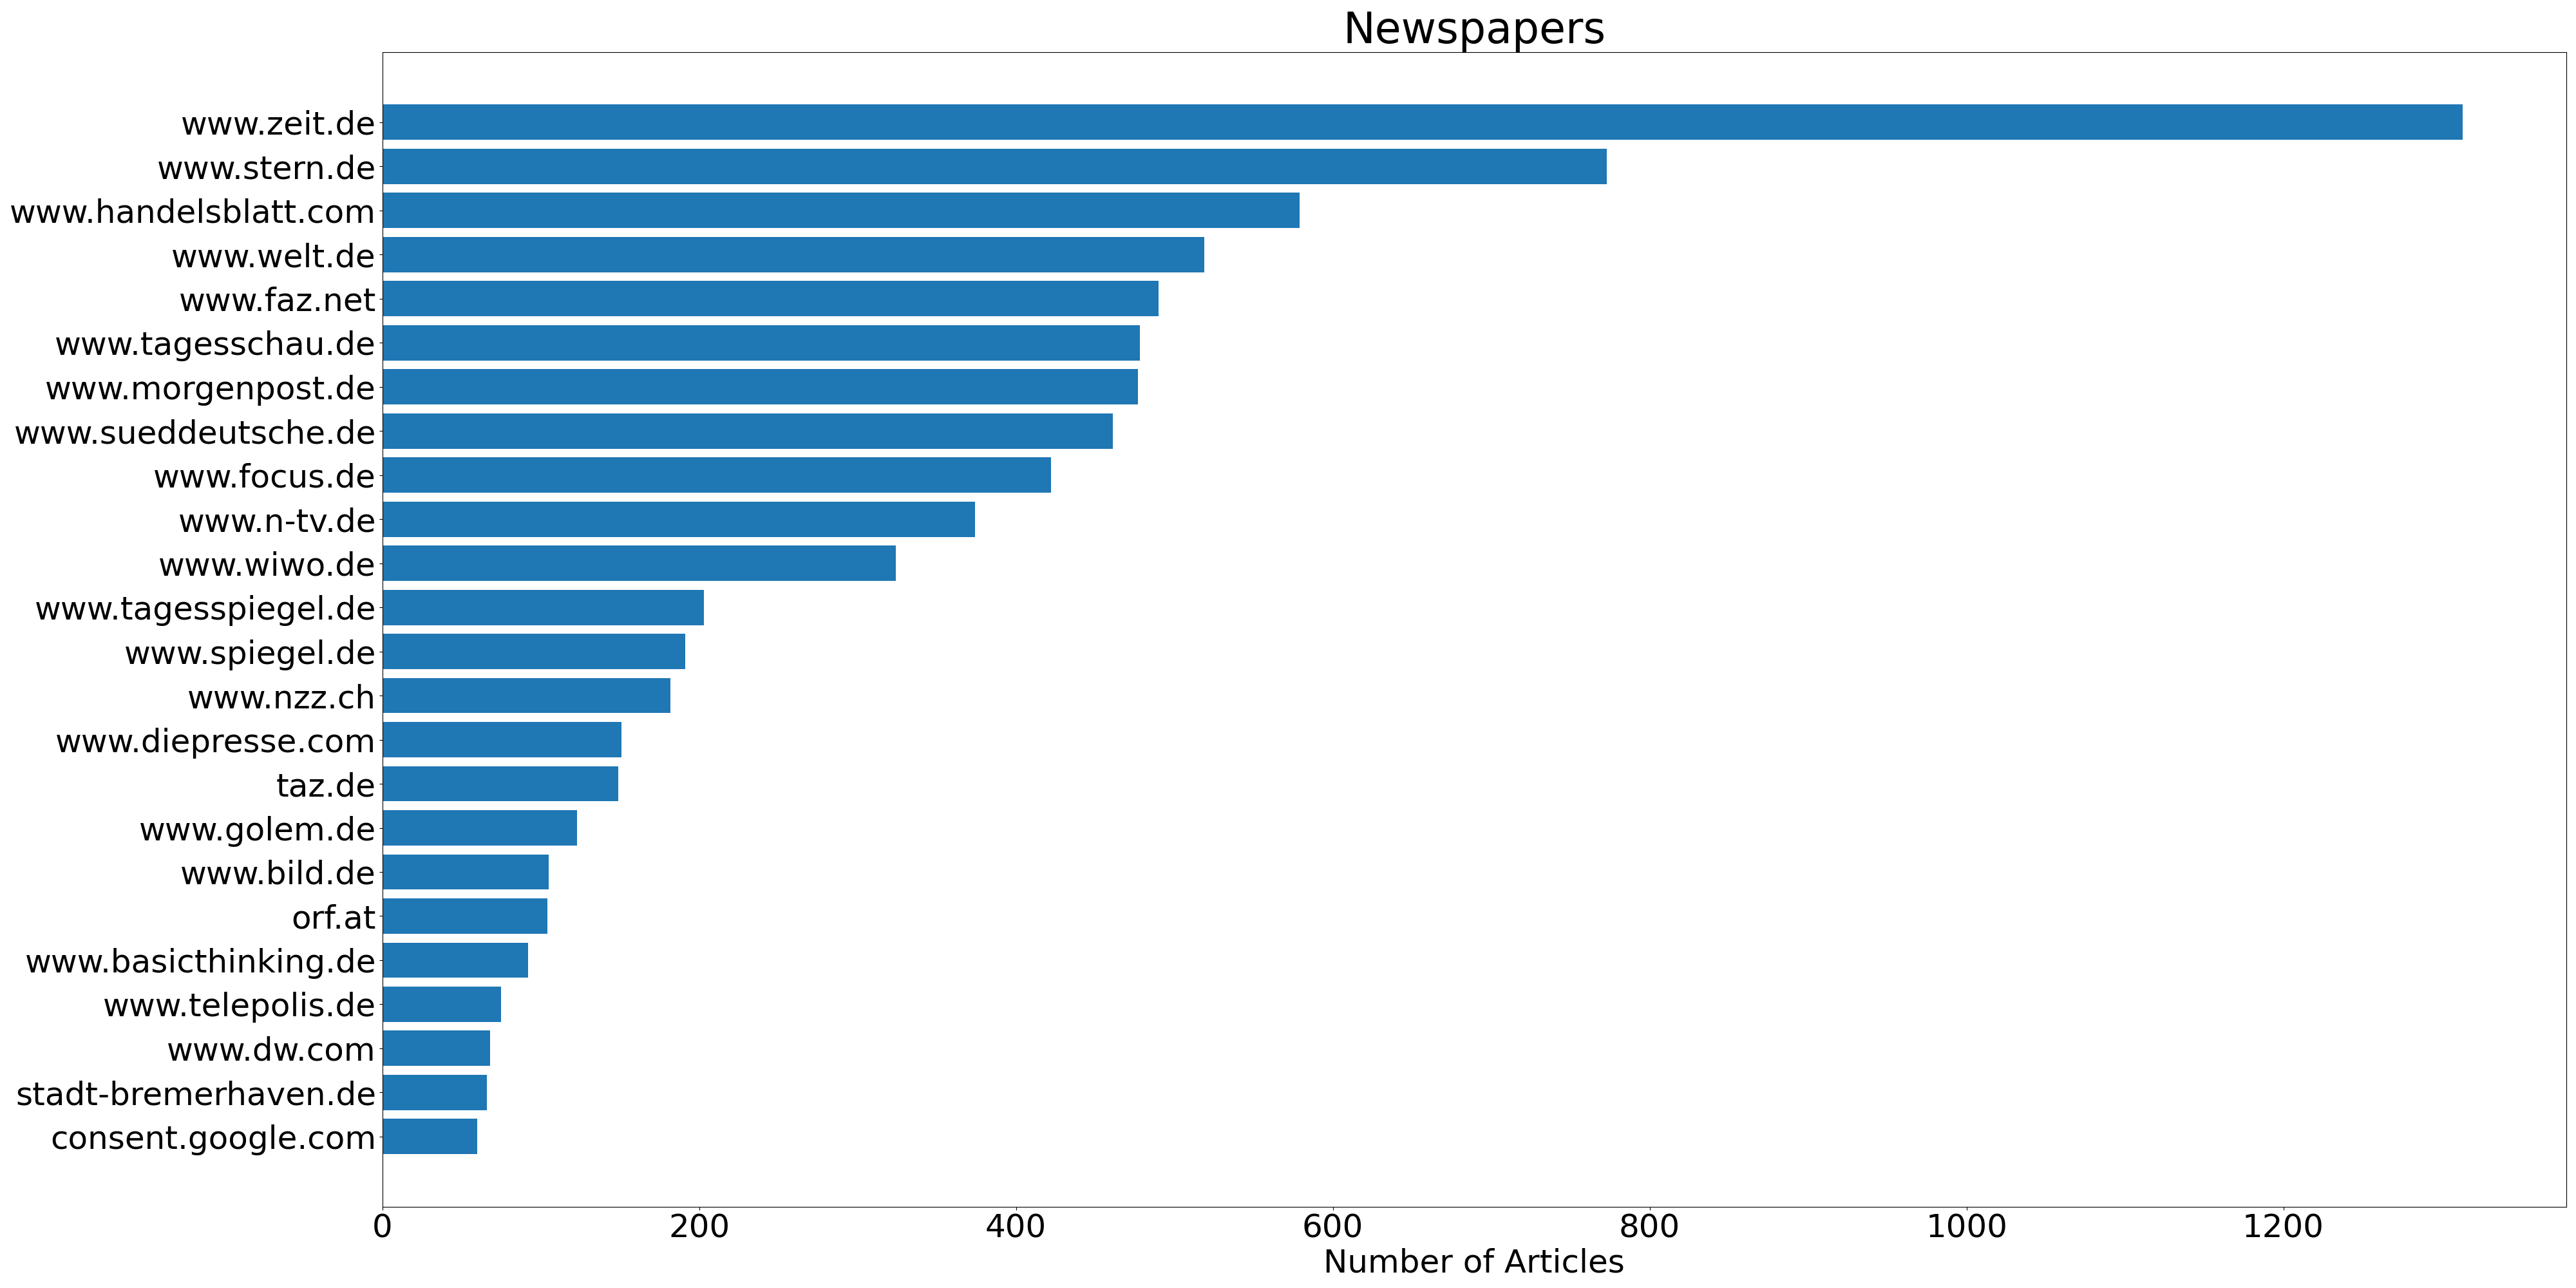 Newspapers
www.zeit.de
www.stern.de
www.handelsblatt.com
www.welt.de
www.faz.net
www.tagesschau.de
www.morgenpost.de
www.sueddeutsche.de
www.focus.de
www.n-tv.de
www.wiwo.de
www.tagesspiegel.de
www.spiegel.de
www.nzz.ch
www.diepresse.com
taz.de
www.golem.de
www.bild.de
orf.at
www.basicthinking.de
www.telepolis.de
www.dw.com
stadt-bremerhaven.de
consent.google.com
0 200 400 600 800 1000 1200
Number of Articles